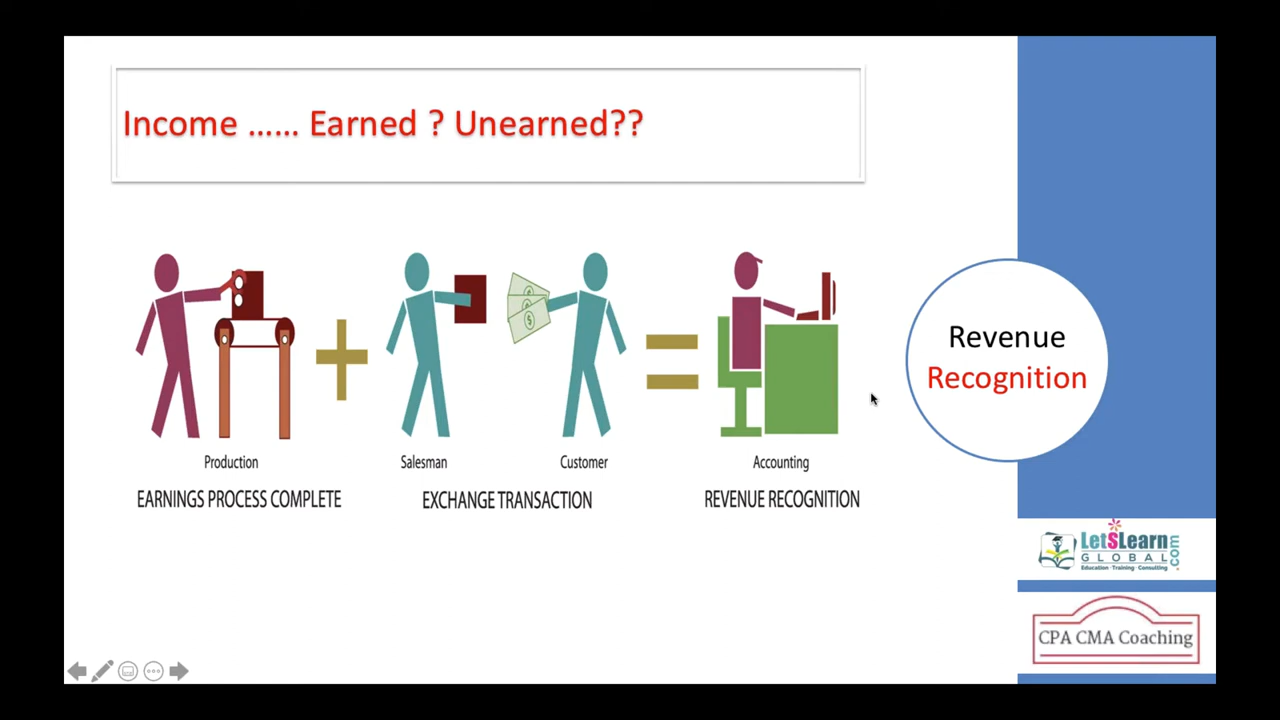 Income ...... Earned ? Unearned??
Production
EARNINGS PROCESS COMPLETE
Salesman
Customer
EXCHANGE TRANSACTION
Accounting
REVENUE RECOGNITION
Revenue
Recognition
LetSLearn
GLOBAL
.com
Education · Training · Consulting
CPA CMA Coaching